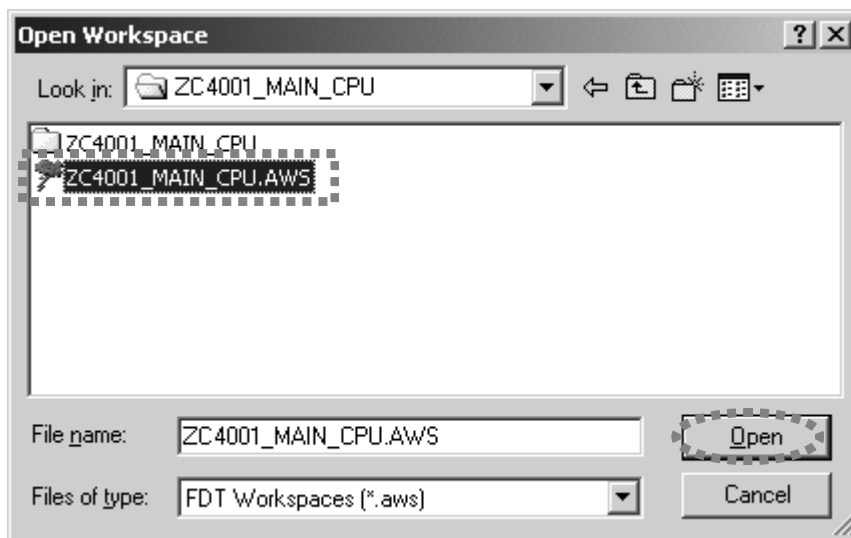 Open Workspace
Look in: ZC4001_MAIN_CPU
ZC4001_MAIN_CPU
ZC4001_MAIN_CPU.AWS
File name: ZC4001_MAIN_CPU.AWS Open
Files of type: FDT Workspaces (*.aws) Cancel